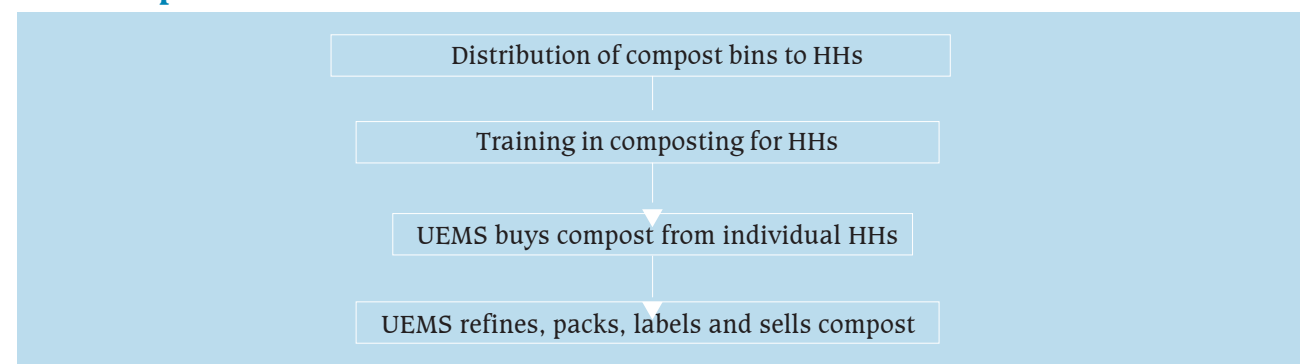 Distribution of compost bins to HHs
Training in composting for HHs
UEMS buys compost from individual HHs
UEMS refines, packs, labels and sells compost